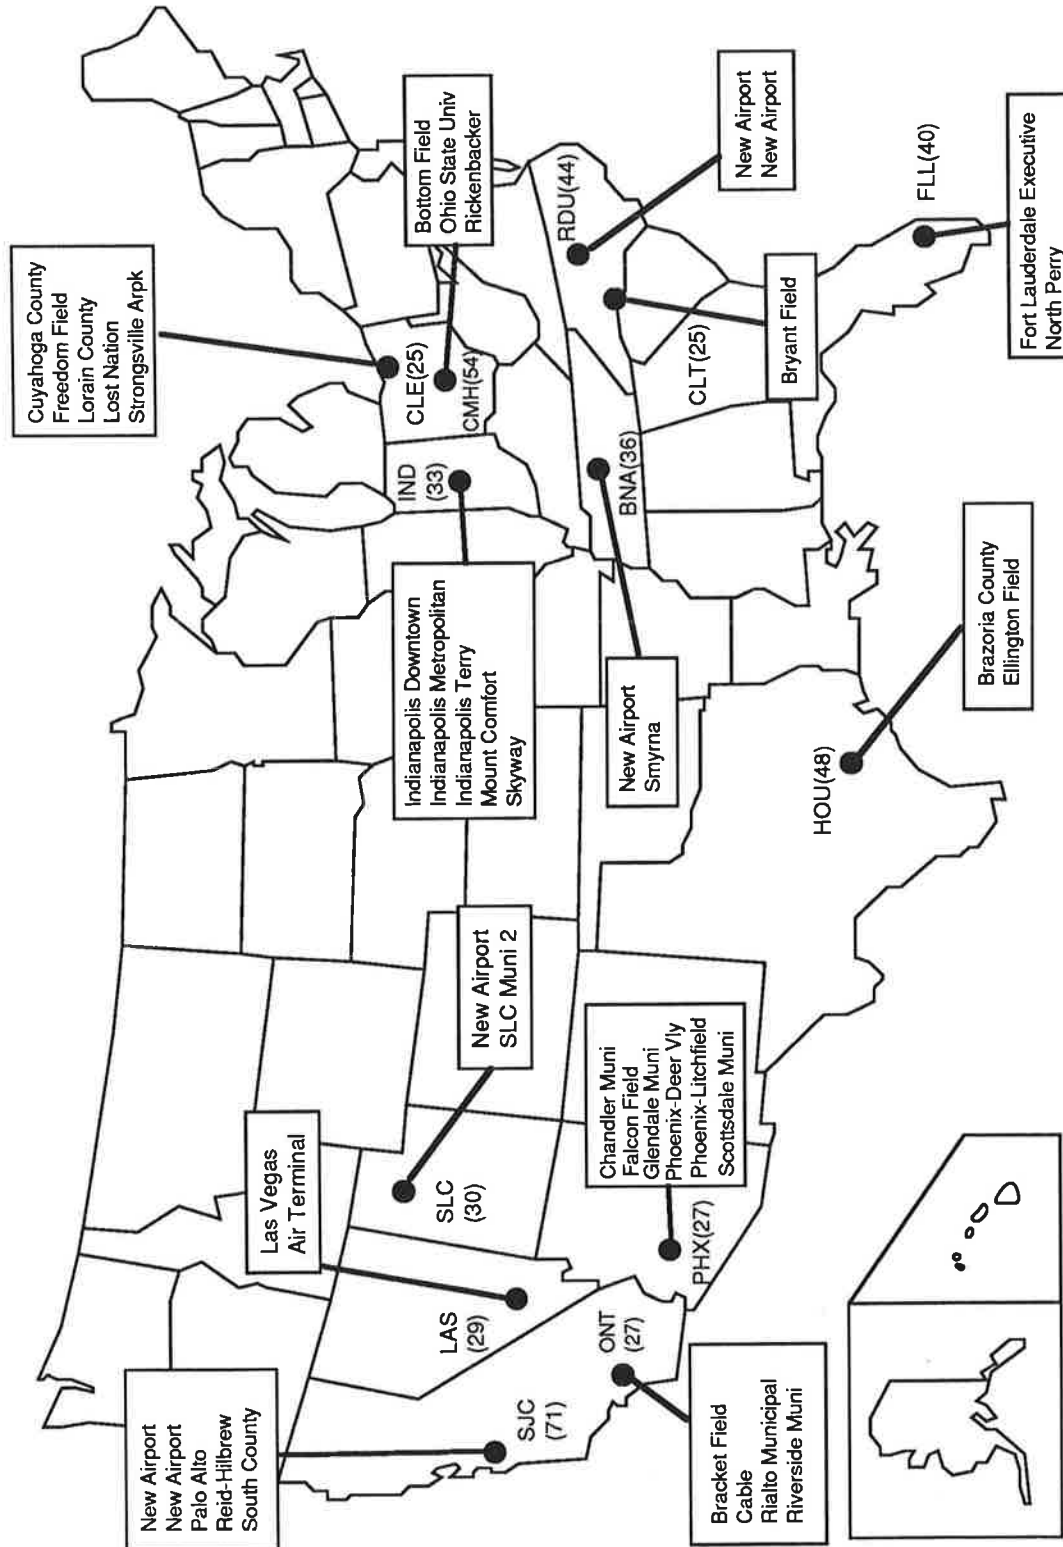 New Airport
New Airport
Palo Alto
Reid-Hilbrew
South County
Las Vegas
Air Terminal
New Airport
SLC Muni 2
Indianapolis Downtown
Indianapolis Metropolitan
Indianapolis Terry
Mount Comfort
Skyway
Cuyahoga County
Freedom Field
Lorain County
Lost Nation
Strongsville Arpk
Bottom Field
Ohio State Univ
Rickenbacker
SJC
(71)
LAS
(29)
SLC
(30)
IND
(33)
CLE(25)
CMH(54)
RDU(44)
New Airport
New Airport
ONT
(27)
PHX(27)
Chandler Muni
Falcon Field
Glendale Muni
Phoenix-Deer Vly
Phoenix-Litchfield
Scottsdale Muni
New Airport
Smyrna
BNA(36)
CLT(25)
Bryant Field
Bracket Field
Cable
Rialto Municipal
Riverside Muni
HOU(48)
Brazoria County
Ellington Field
FLL(40)
Fort Lauderdale Executive
North Perry